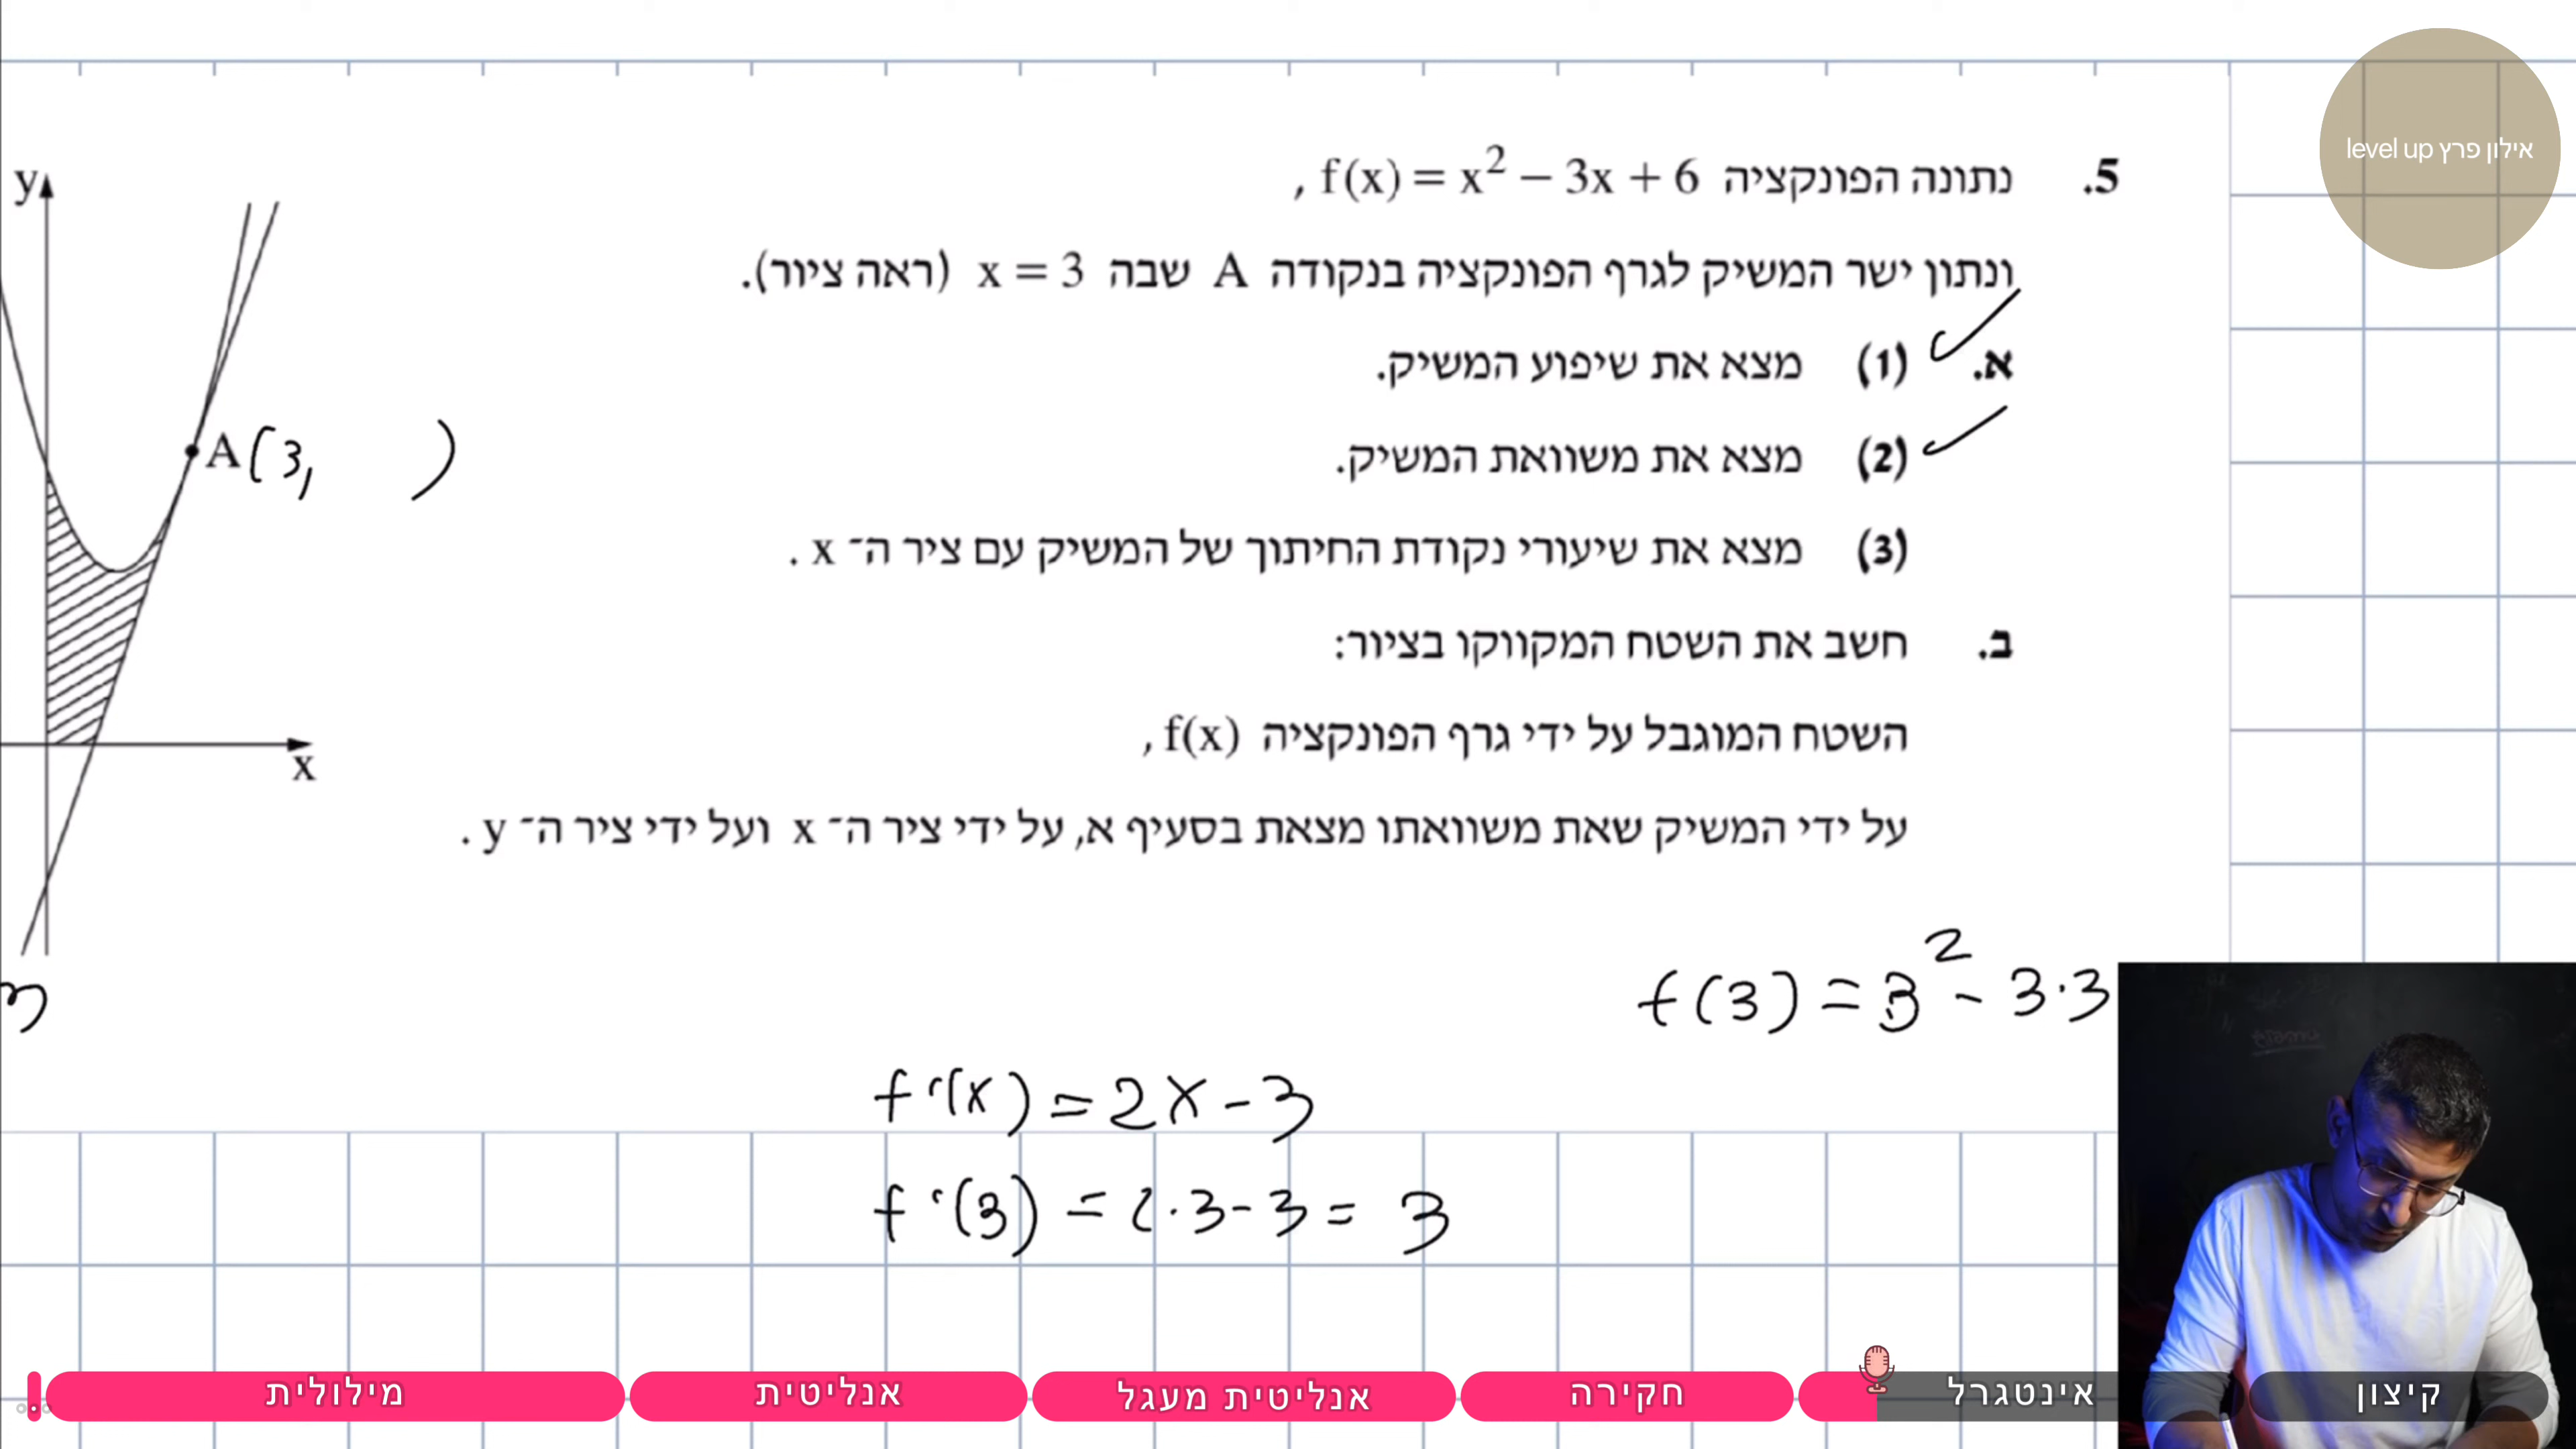 level up אילון פרץ
5. נתונה הפונקציה f(x) = x² − 3x + 6 ,
ונתון ישר המשיק לגרף הפונקציה בנקודה A שבה x = 3 (ראה ציור).
א. (1) מצא את שיפוע המשיק.
(2) מצא את משוואת המשיק.
(3) מצא את שיעורי נקודת החיתוך של המשיק עם ציר ה־ x .
ב. חשב את השטח המקווקו בציור:
השטח המוגבל על ידי גרף הפונקציה f(x) ,
על ידי המשיק שאת משוואתו מצאת בסעיף א, על ידי ציר ה־ x ועל ידי ציר ה־ y .
y
A(3, )
x
f(3) = 3² - 3·3
f'(x) = 2x - 3
f'(3) = 2·3-3 = 3
קיצון
אינטגרל
חקירה
אנליטית מעגל
אנליטית
מילולית